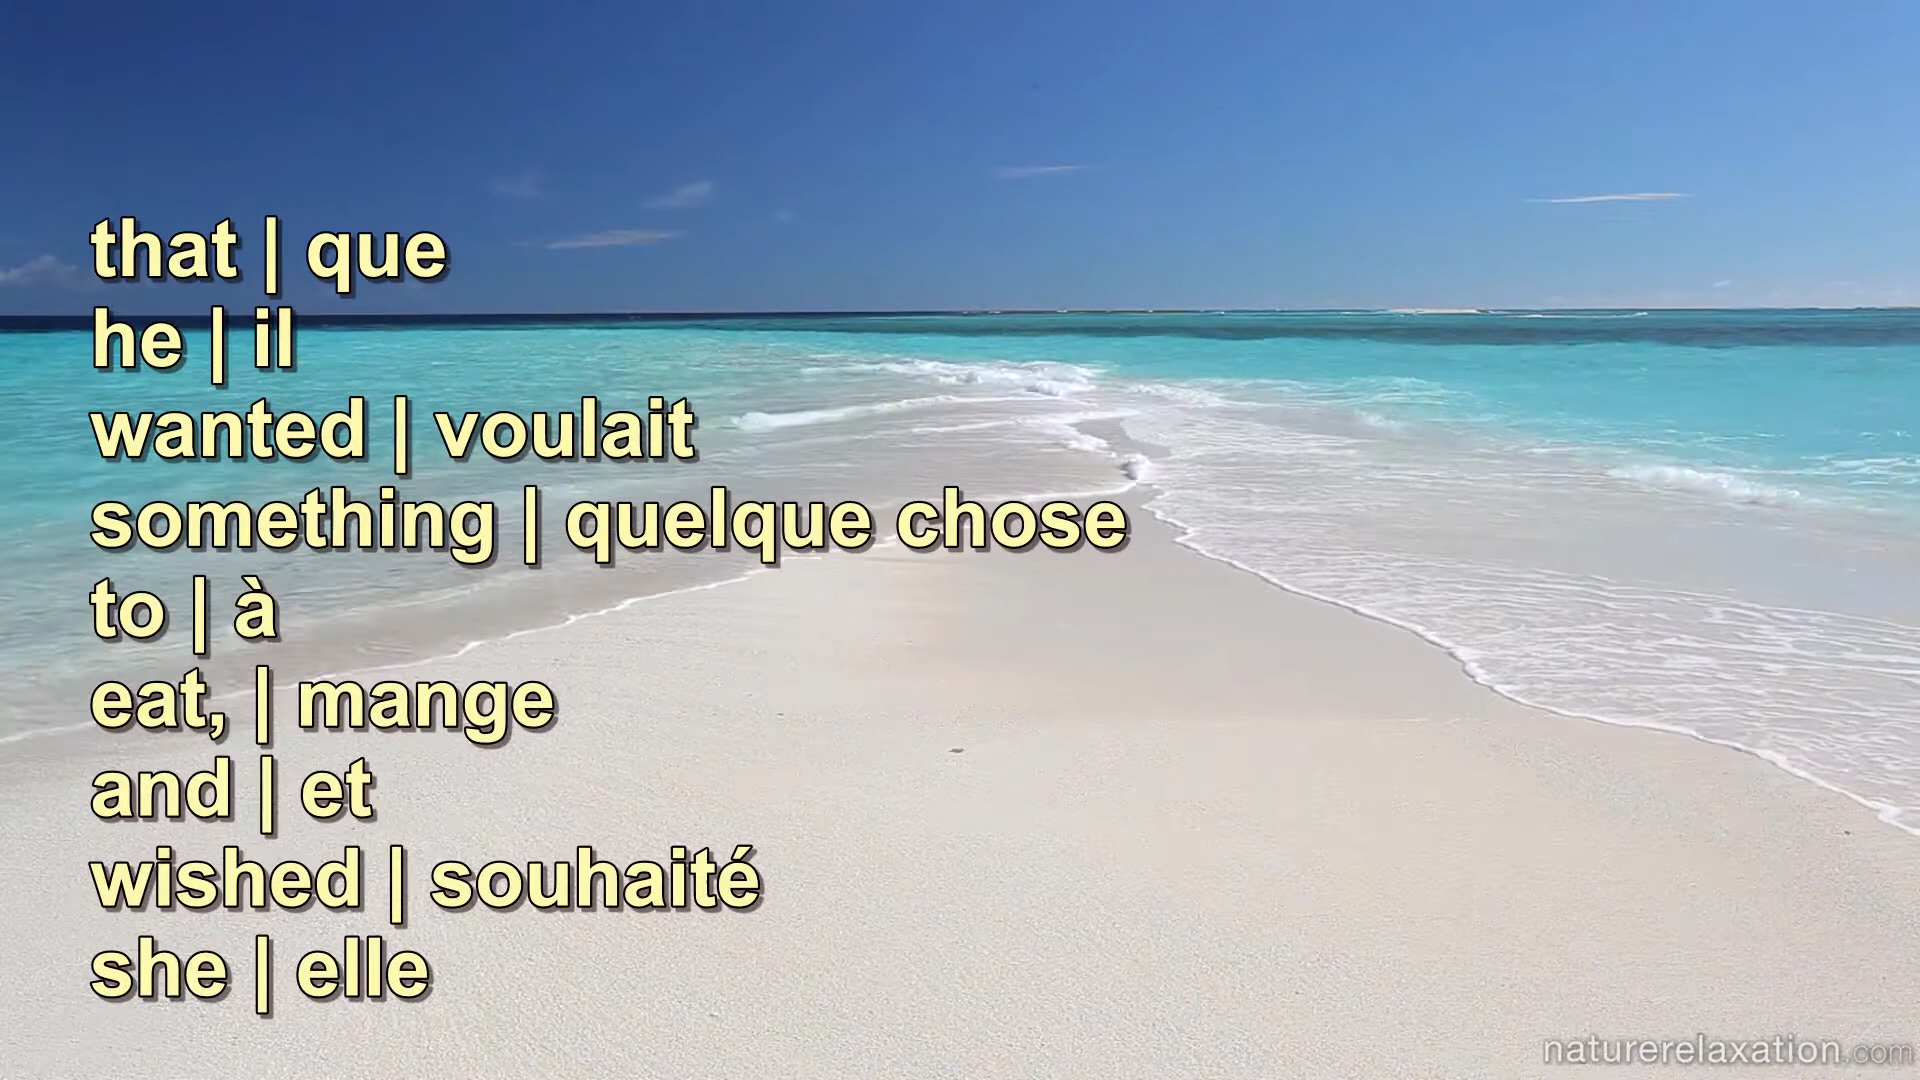 that | que
he | il
wanted | voulait
something | quelque chose
to | à
eat, | mange
and | et
wished | souhaité
she | elle
naturerelaxation.com